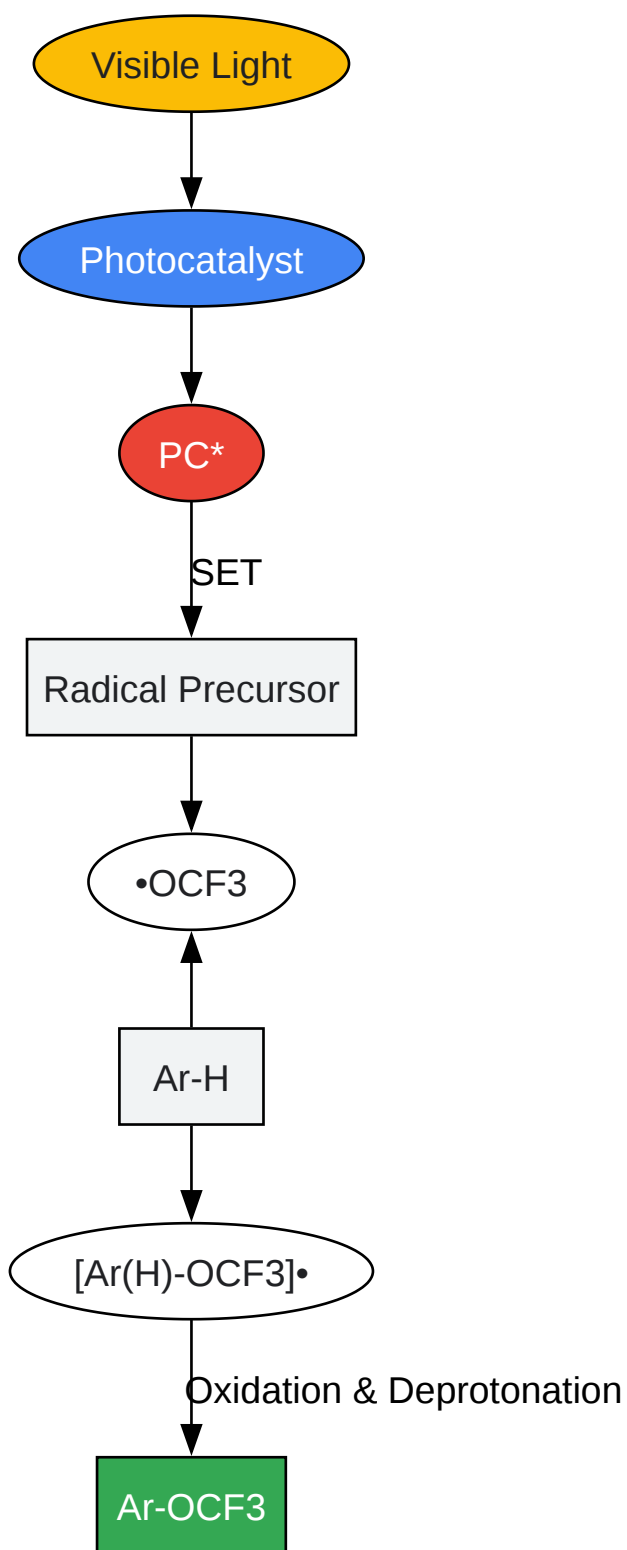 Visible Light
Photocatalyst
PC*
SET
Radical Precursor
•OCF3
Ar-H
[Ar(H)-OCF3]•
Oxidation & Deprotonation
Ar-OCF3